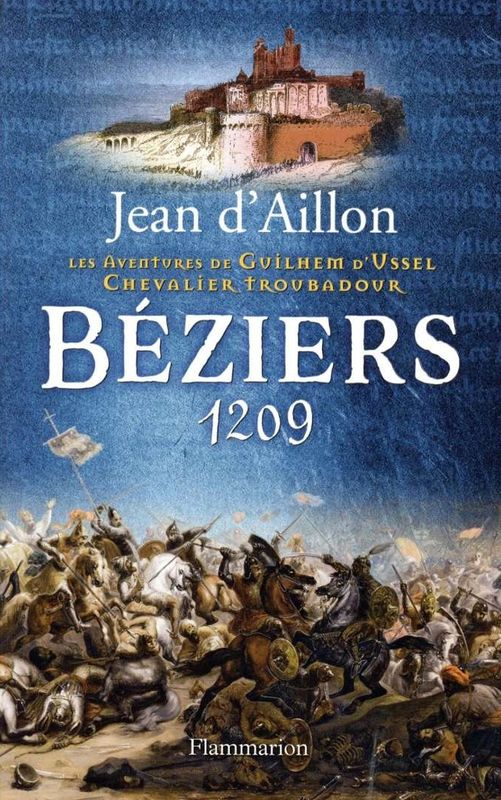 Jean d'Aillon
LES AVENTURES DE GUILHEM D'USSEL
CHEVALIER TROUBADOUR
BÉZIERS
1209
Flammarion